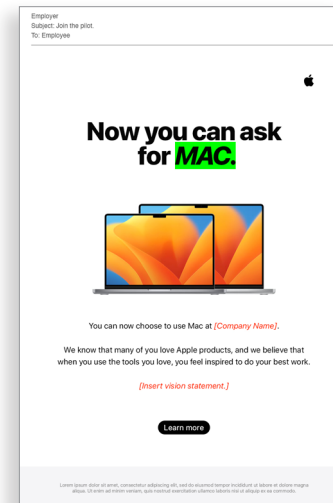 Employer
Subject: Join the pilot.
To: Employee
Now you can ask
for MAC.
You can now choose to use Mac at [Company Name].
We know that many of you love Apple products, and we believe that
when you use the tools you love, you feel inspired to do your best work.
[Insert vision statement.]
Learn more
Lorem ipsum dolor sit amet, consectetur adipiscing elit, sed do eiusmod tempor incididunt ut labore et dolore magna
aliqua. Ut enim ad minim veniam, quis nostrud exercitation ullamco laboris nisi ut aliquip ex ea commodo.